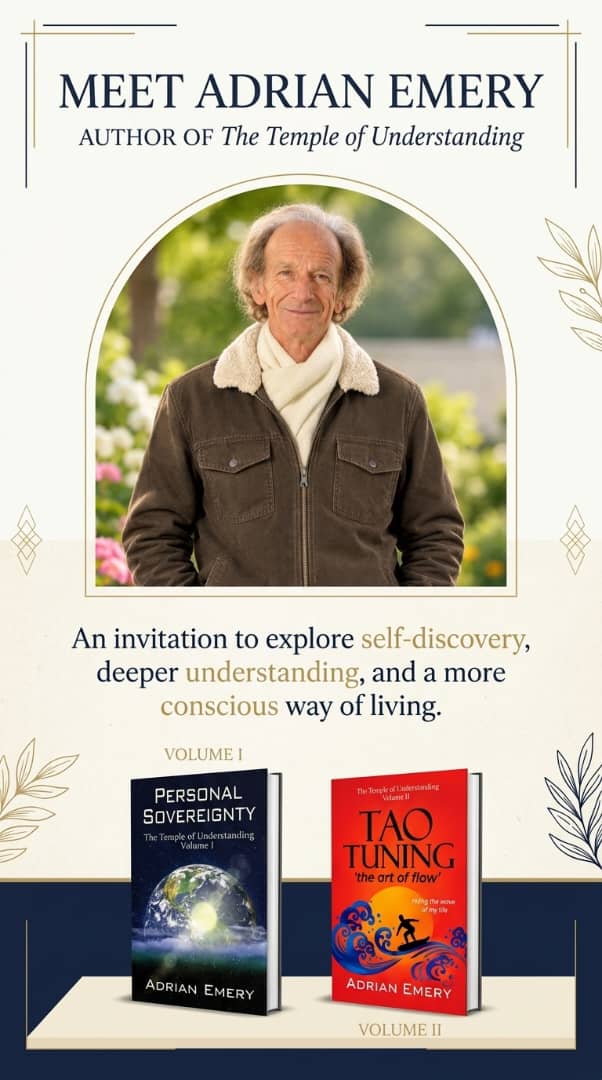 MEET ADRIAN EMERY
AUTHOR OF The Temple of Understanding
An invitation to explore self-discovery,
deeper understanding, and a more
conscious way of living.
VOLUME I
PERSONAL
SOVEREIGNTY
The Temple of Understanding
Volume I
ADRIAN EMERY
The Temple of Understanding
Volume II
TAO
TUNING
'the art of flow'
riding the wave
of my life
ADRIAN EMERY
VOLUME II